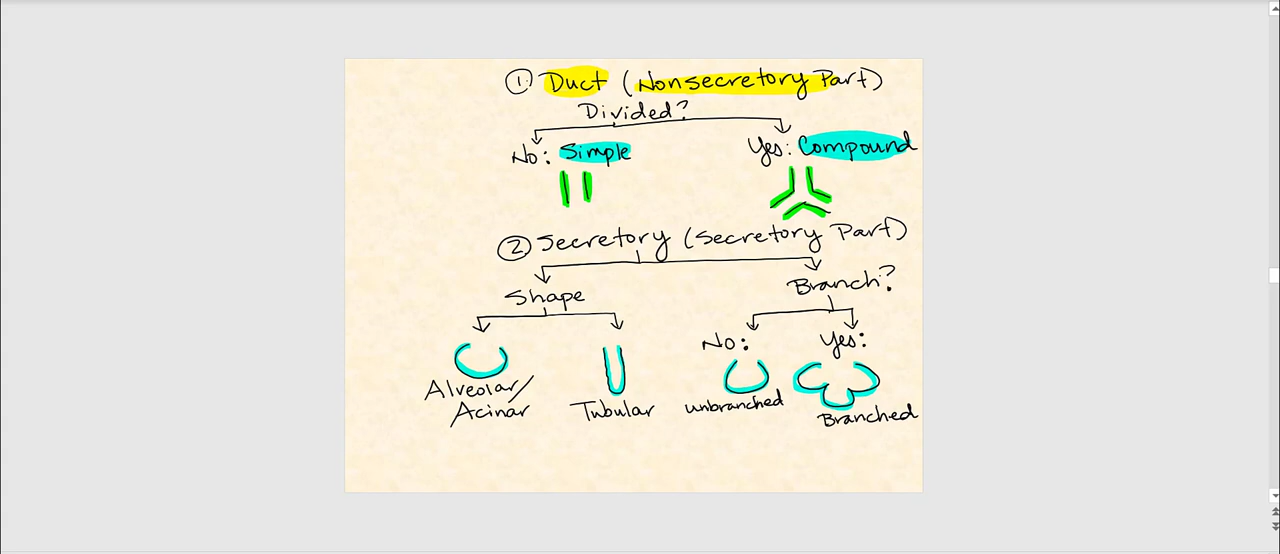 ① Duct (Nonsecretory Part)
Divided?
No: Simple
Yes: Compound
② Secretory (Secretory Part)
Shape
Branch?
No:
Yes:
Alveolar/
Acinar
Tubular
unbranched
Branched